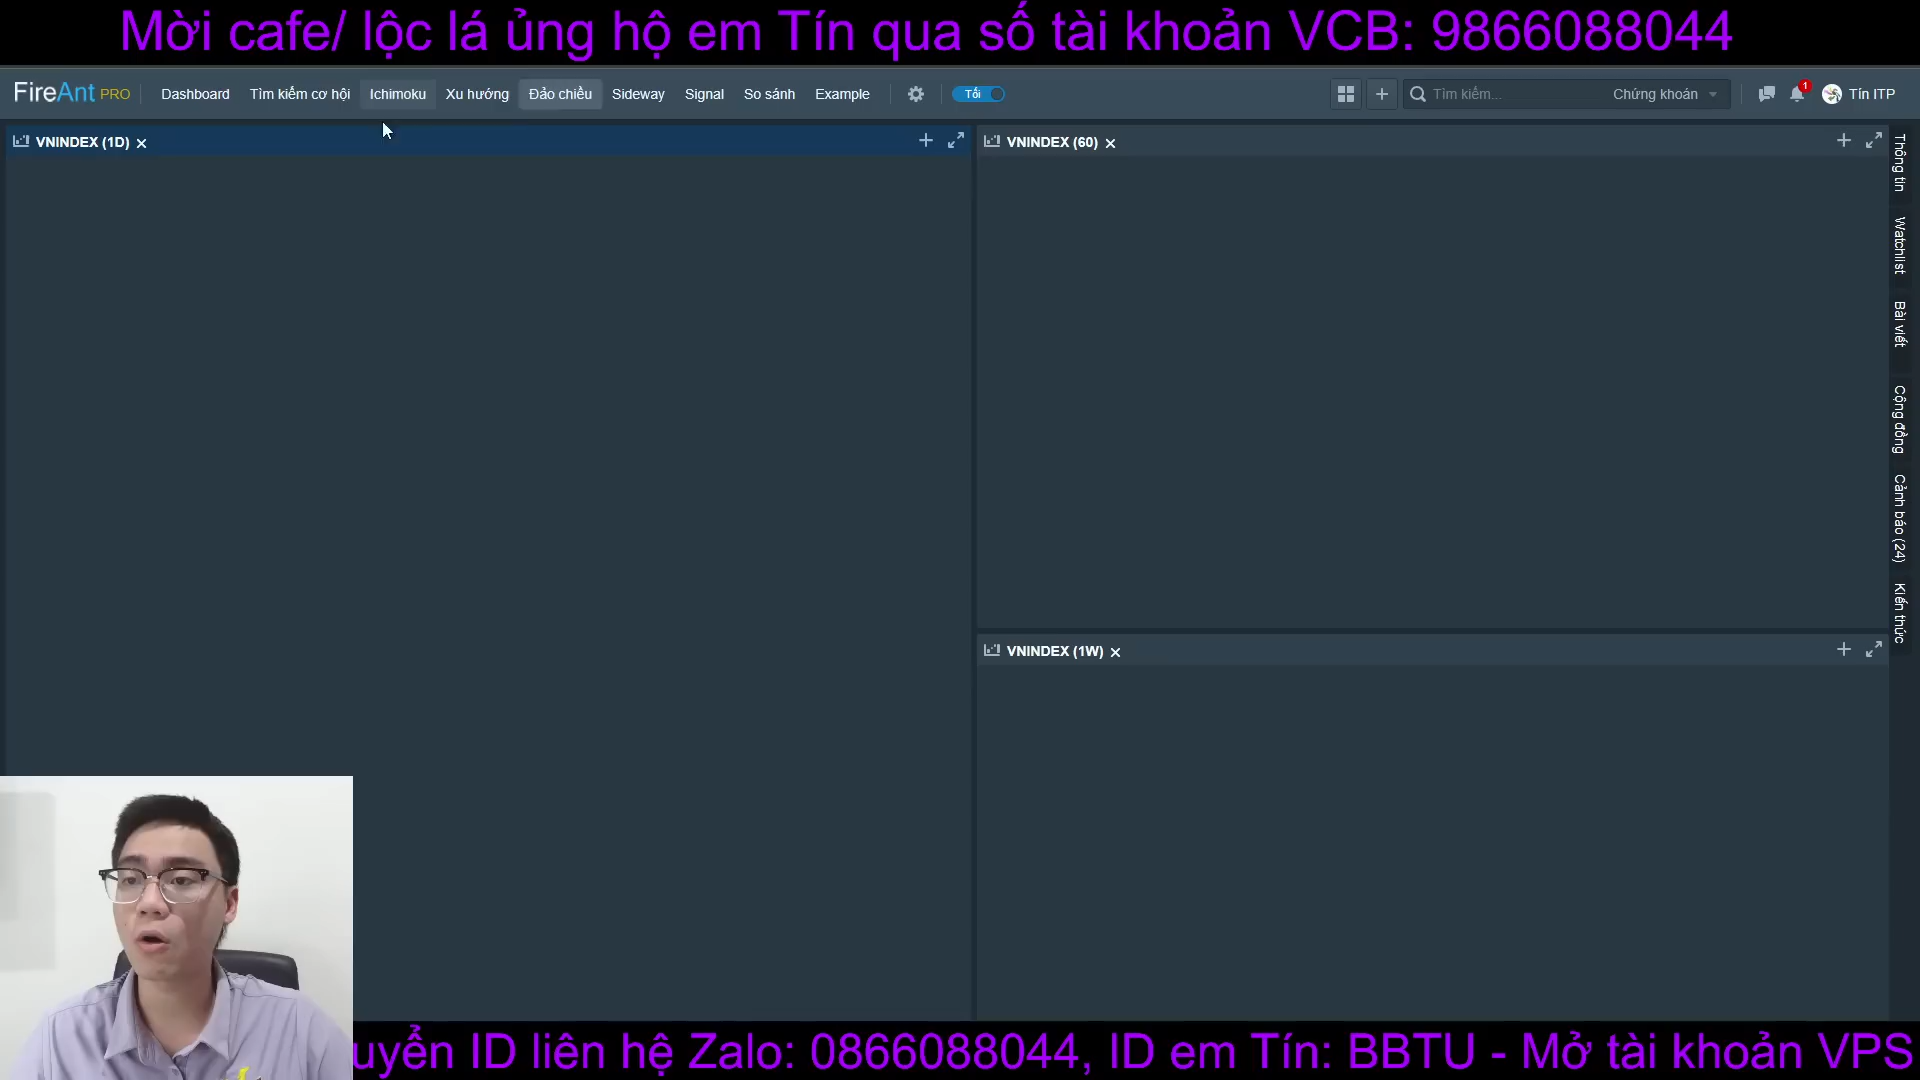 Mời cafe/ lộc lá ủng hộ em Tín qua số tài khoản VCB: 9866088044
FireAnt PRO Dashboard Tìm kiếm cơ hội Ichimoku Xu hướng Đảo chiều Sideway Signal So sánh Example Tối Tìm kiếm... Chứng khoán 1 Tín ITP
VNINDEX (1D)
VNINDEX (60)
VNINDEX (1W)
Thông tin
Watchlist
Bài viết
Cộng đồng
Cảnh báo (24)
Kiến thức
uyển ID liên hệ Zalo: 0866088044, ID em Tín: BBTU - Mở tài khoản VPS